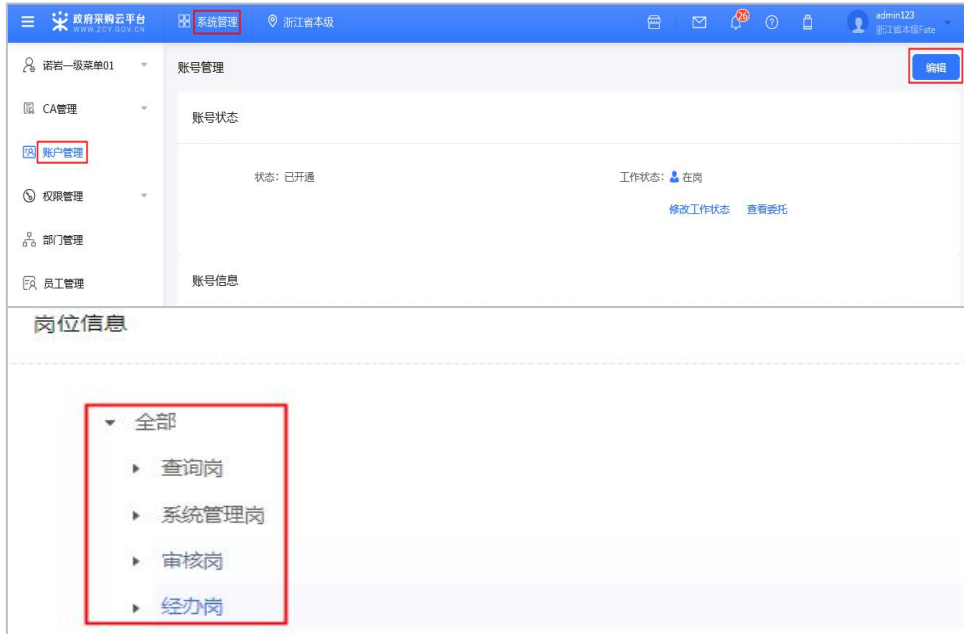 政府采购云平台 系统管理 浙江省本级 26 admin123
WWW.ZCY.GOV.CN 浙江省本级Fate
诺岩一级菜单01
账号管理 编辑
CA管理
账号状态
账户管理
状态：已开通 工作状态： 在岗
权限管理
修改工作状态 查看委托
部门管理
员工管理
账号信息
岗位信息
全部
查询岗
系统管理岗
审核岗
经办岗